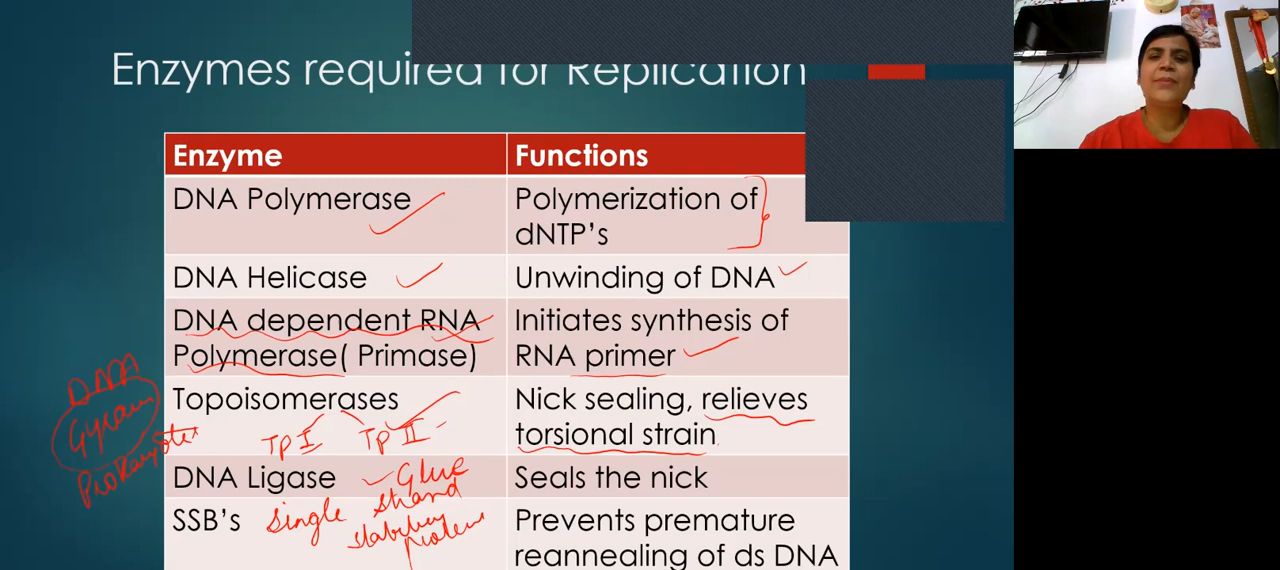 Enzymes required for Replication
Enzyme Functions
DNA Polymerase Polymerization of
dNTP's
DNA Helicase Unwinding of DNA
DNA dependent RNA Initiates synthesis of
Polymerase( Primase) RNA primer
Topoisomerases Nick sealing, relieves
torsional strain
TP I TP II
DNA
Gyrase
Prokaryotes
DNA Ligase Seals the nick
Glue
SSB's Prevents premature
reannealing of ds DNA
Single
strand
stabilizing
proteins